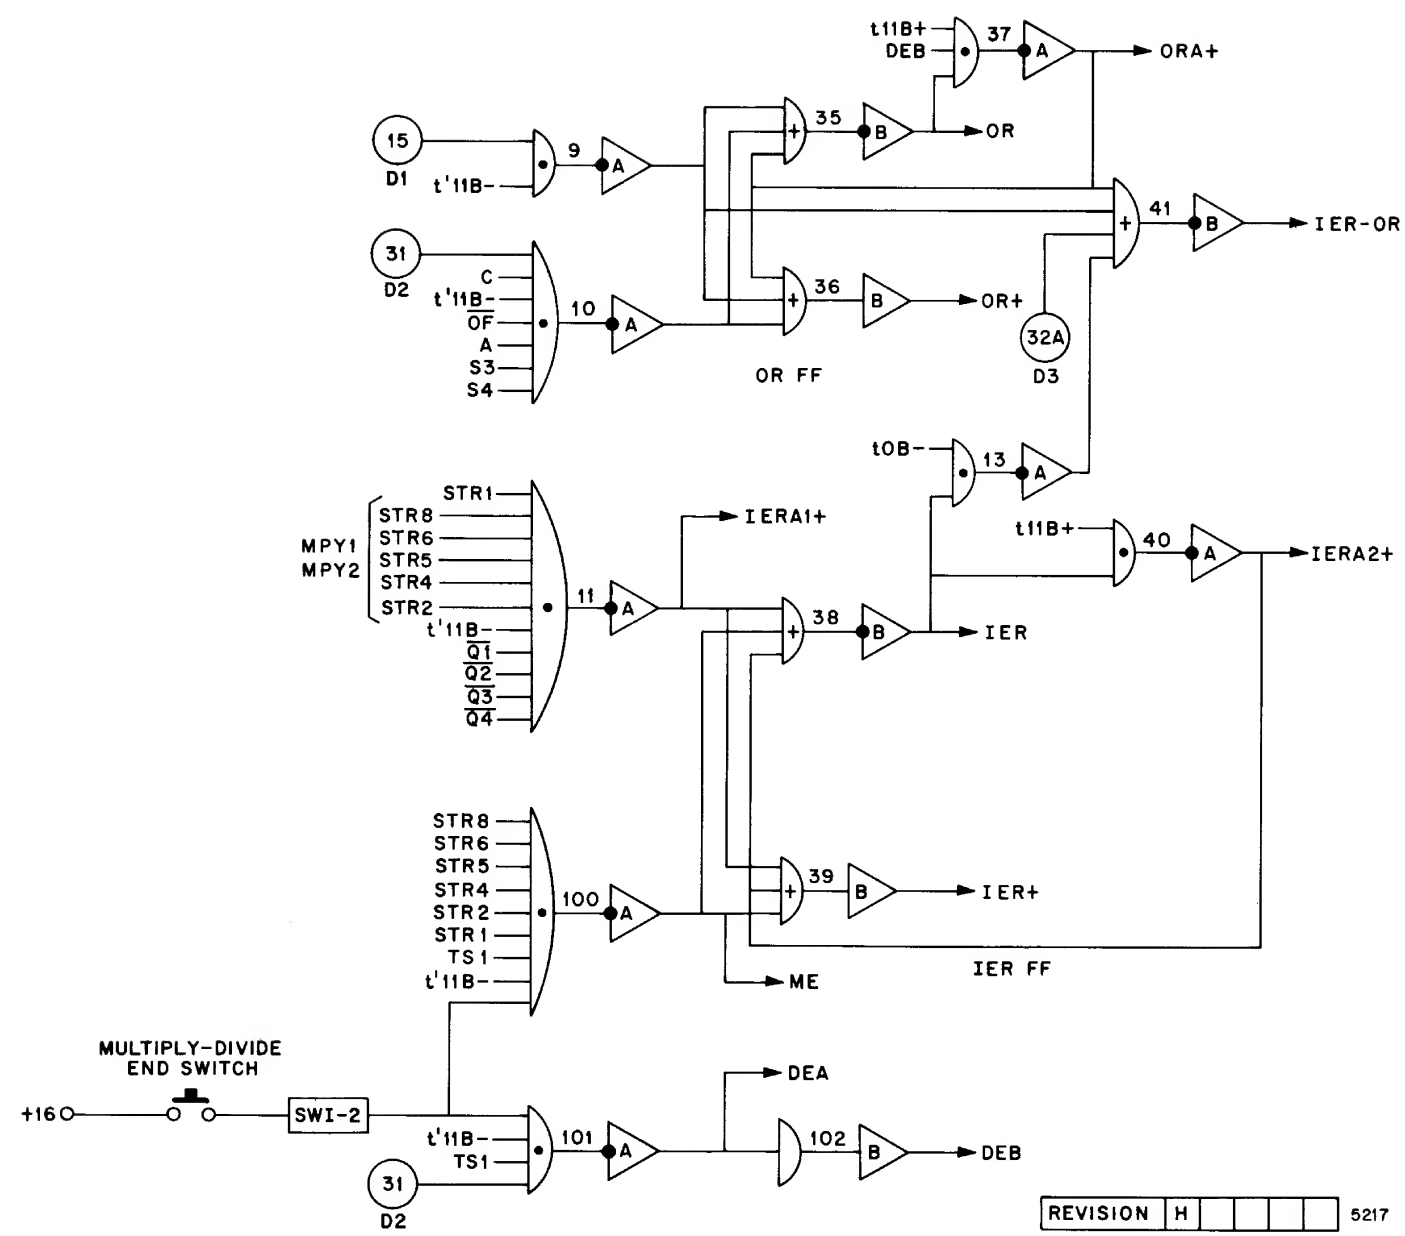 t11B+
DEB
37
A
ORA+
15
D1
t'11B-
9
A
35
B
OR
41
B
IER-OR
31
D2
C
t'11B-
OF
A
S3
S4
10
A
36
B
OR+
32A
D3
OR FF
tOB-
13
A
MPY1
MPY2
STR1
STR8
STR6
STR5
STR4
STR2
t'11B-
Q1
Q2
Q3
Q4
11
A
IERA1+
t11B+
40
A
IERA2+
+
38
B
IER
STR8
STR6
STR5
STR4
STR2
STR1
TS1
t'11B-
100
A
+
39
B
IER+
IER FF
ME
MULTIPLY-DIVIDE
END SWITCH
+16
SWI-2
t'11B-
TS1
31
D2
101
A
DEA
102
B
DEB
REVISION H
5217